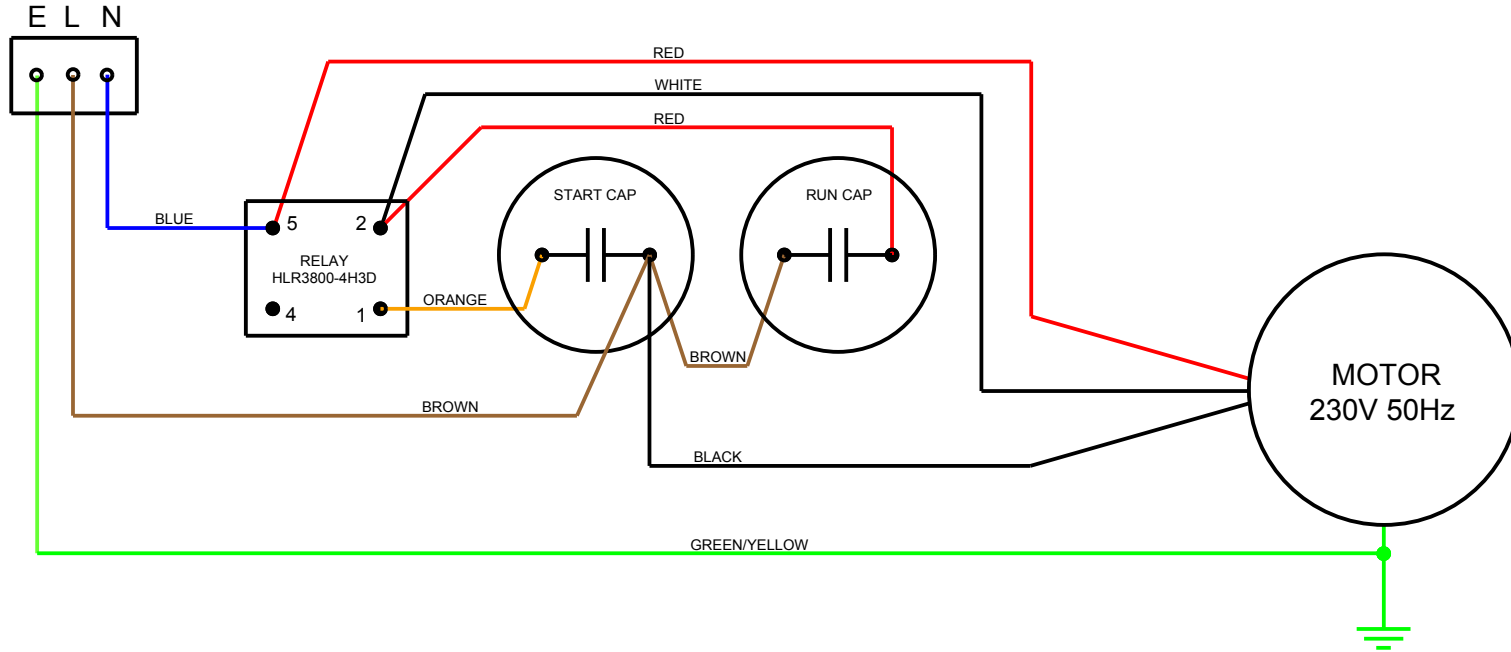 E L N
RED
WHITE
RED
START CAP
RUN CAP
BLUE
5
2
RELAY
HLR3800-4H3D
4
1
ORANGE
BROWN
BROWN
BLACK
MOTOR
230V 50Hz
GREEN/YELLOW